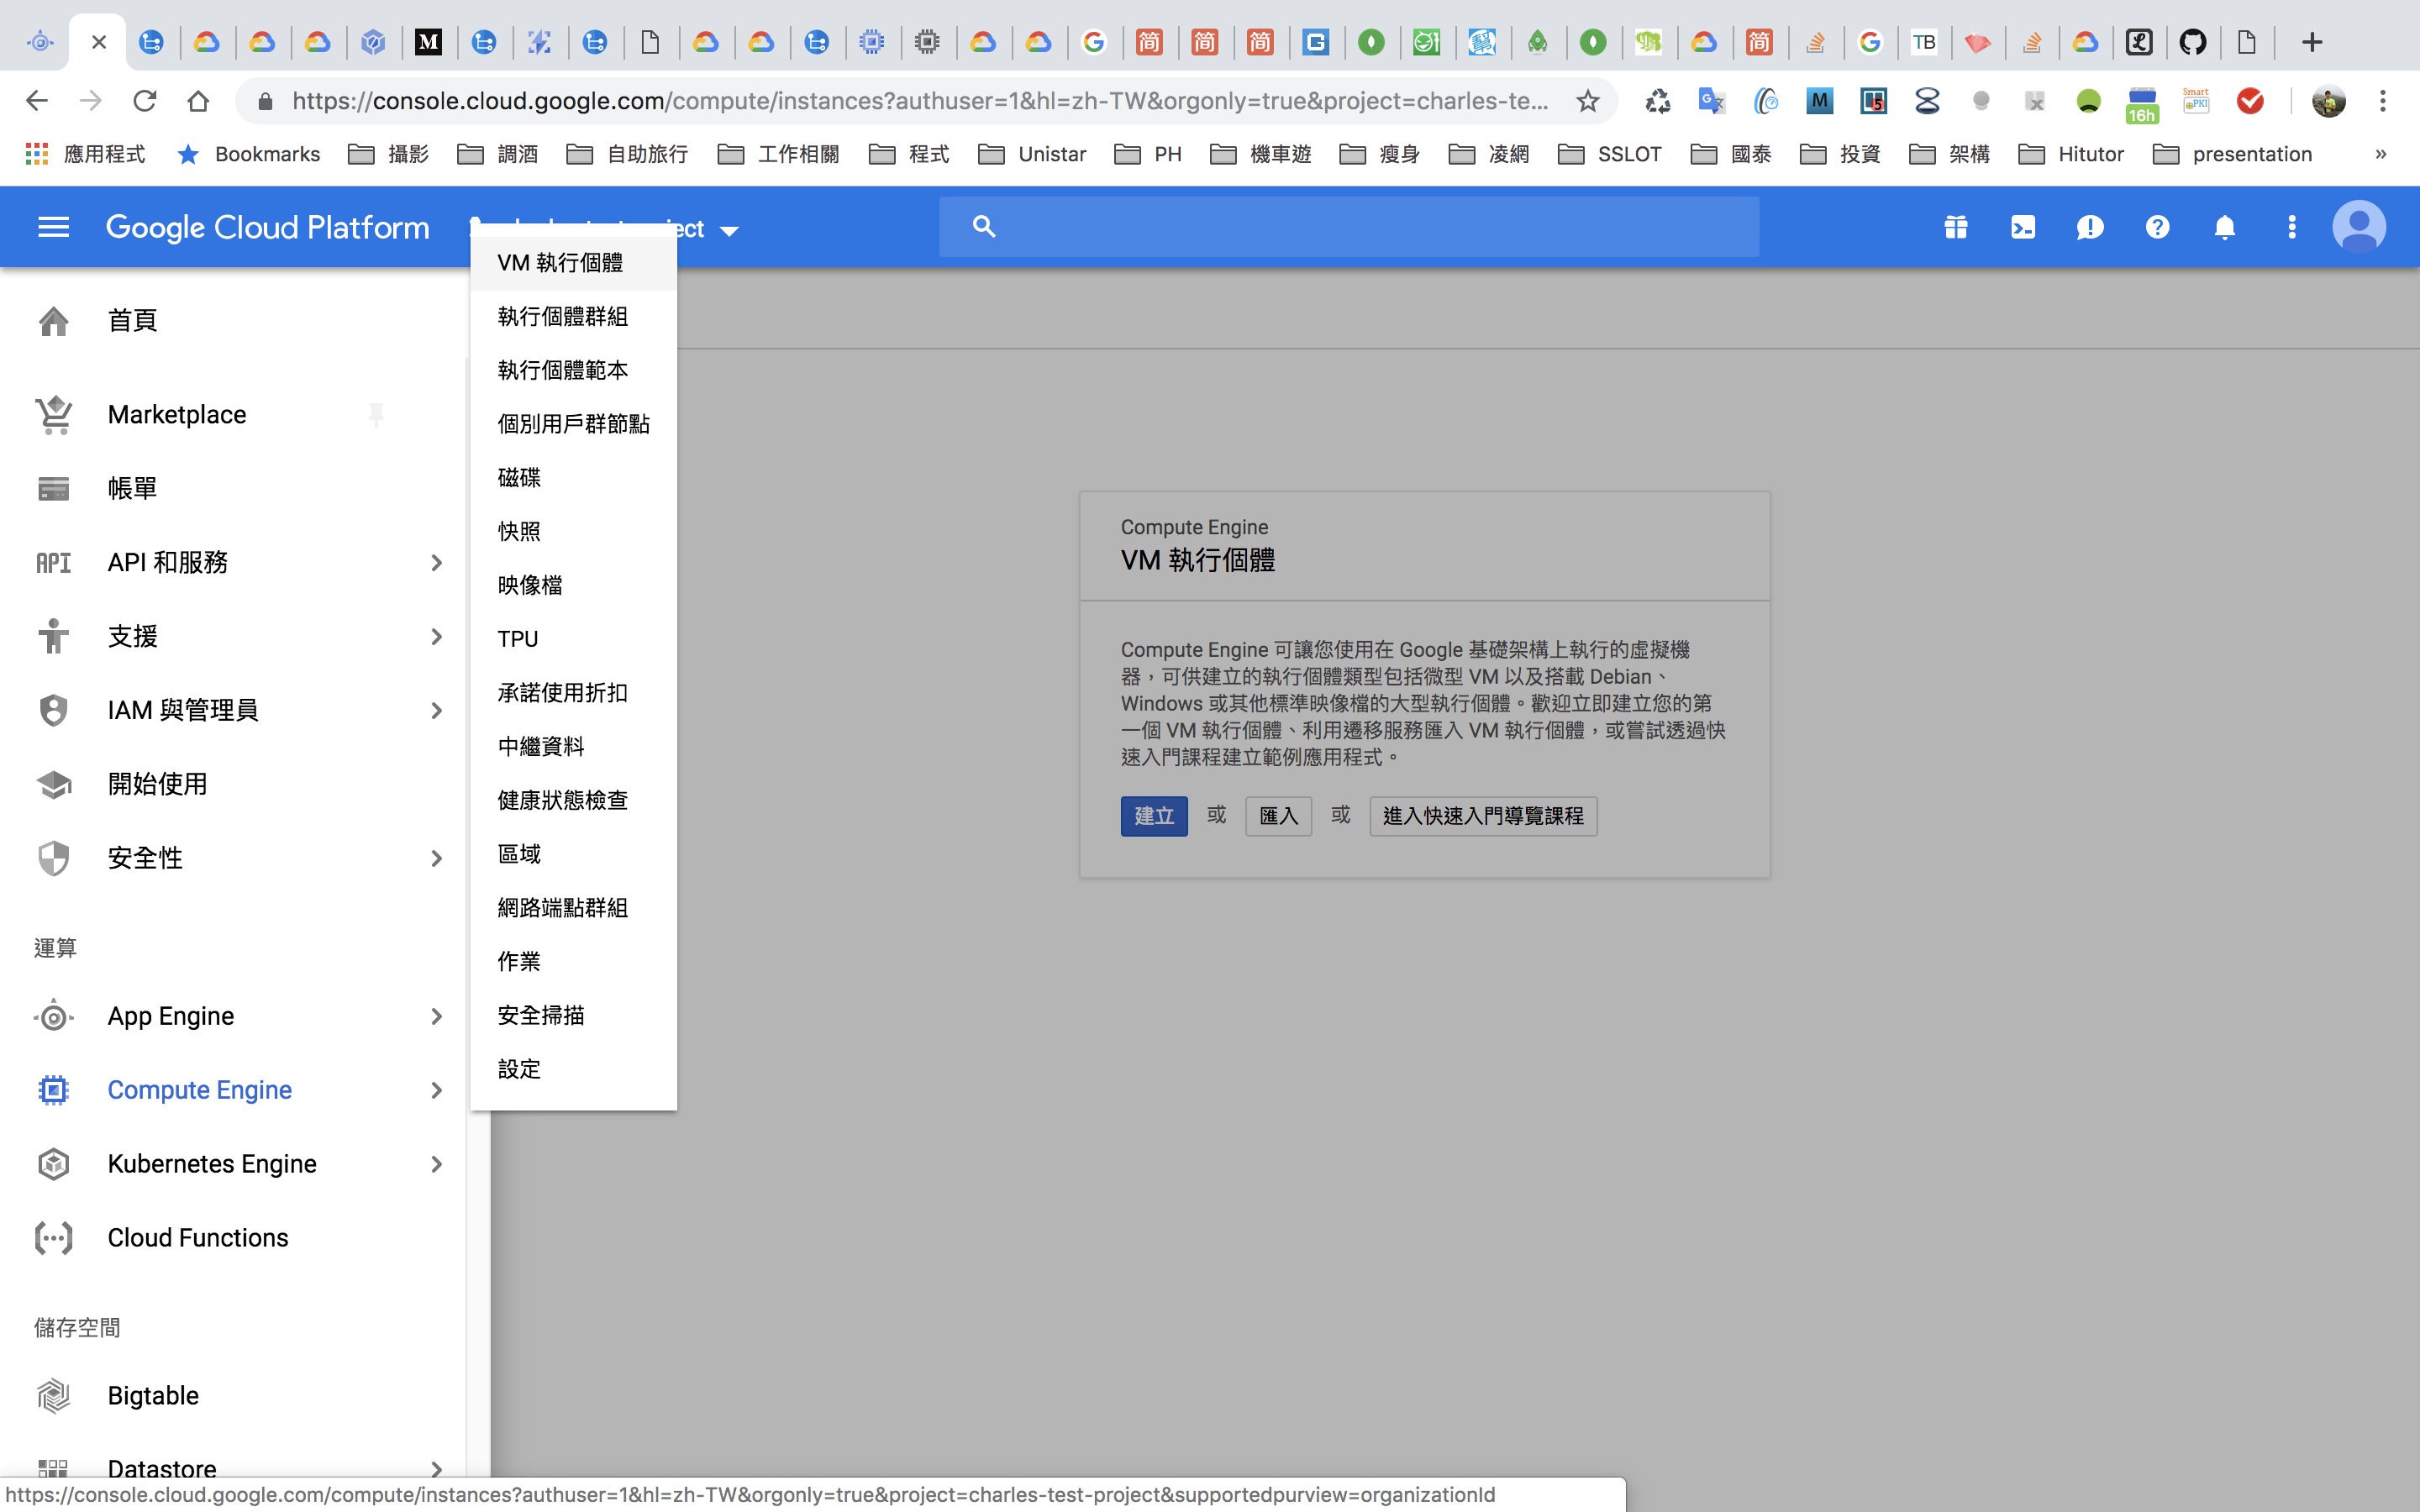 https://console.cloud.google.com/compute/instances?authuser=1&hl=zh-TW&orgonly=true&project=charles-te...
16h
Smart
PKI
應用程式
Bookmarks
攝影
調酒
自助旅行
工作相關
程式
Unistar
PH
機車遊
瘦身
凌網
SSLOT
國泰
投資
架構
Hitutor
presentation
»
Google Cloud Platform
首頁
Marketplace
帳單
API 和服務
支援
IAM 與管理員
開始使用
安全性
運算
App Engine
Compute Engine
Kubernetes Engine
Cloud Functions
儲存空間
Bigtable
Datastore
VM 執行個體
執行個體群組
執行個體範本
個別用戶群節點
磁碟
快照
映像檔
TPU
承諾使用折扣
中繼資料
健康狀態檢查
區域
網路端點群組
作業
安全掃描
設定
Compute Engine
VM 執行個體
Compute Engine 可讓您使用在 Google 基礎架構上執行的虛擬機
器，可供建立的執行個體類型包括微型 VM 以及搭載 Debian、
Windows 或其他標準映像檔的大型執行個體。歡迎立即建立您的第
一個 VM 執行個體、利用遷移服務匯入 VM 執行個體，或嘗試透過快
速入門課程建立範例應用程式。
建立 或 匯入 或 進入快速入門導覽課程
https://console.cloud.google.com/compute/instances?authuser=1&hl=zh-TW&orgonly=true&project=charles-test-project&supportedpurview=organizationId